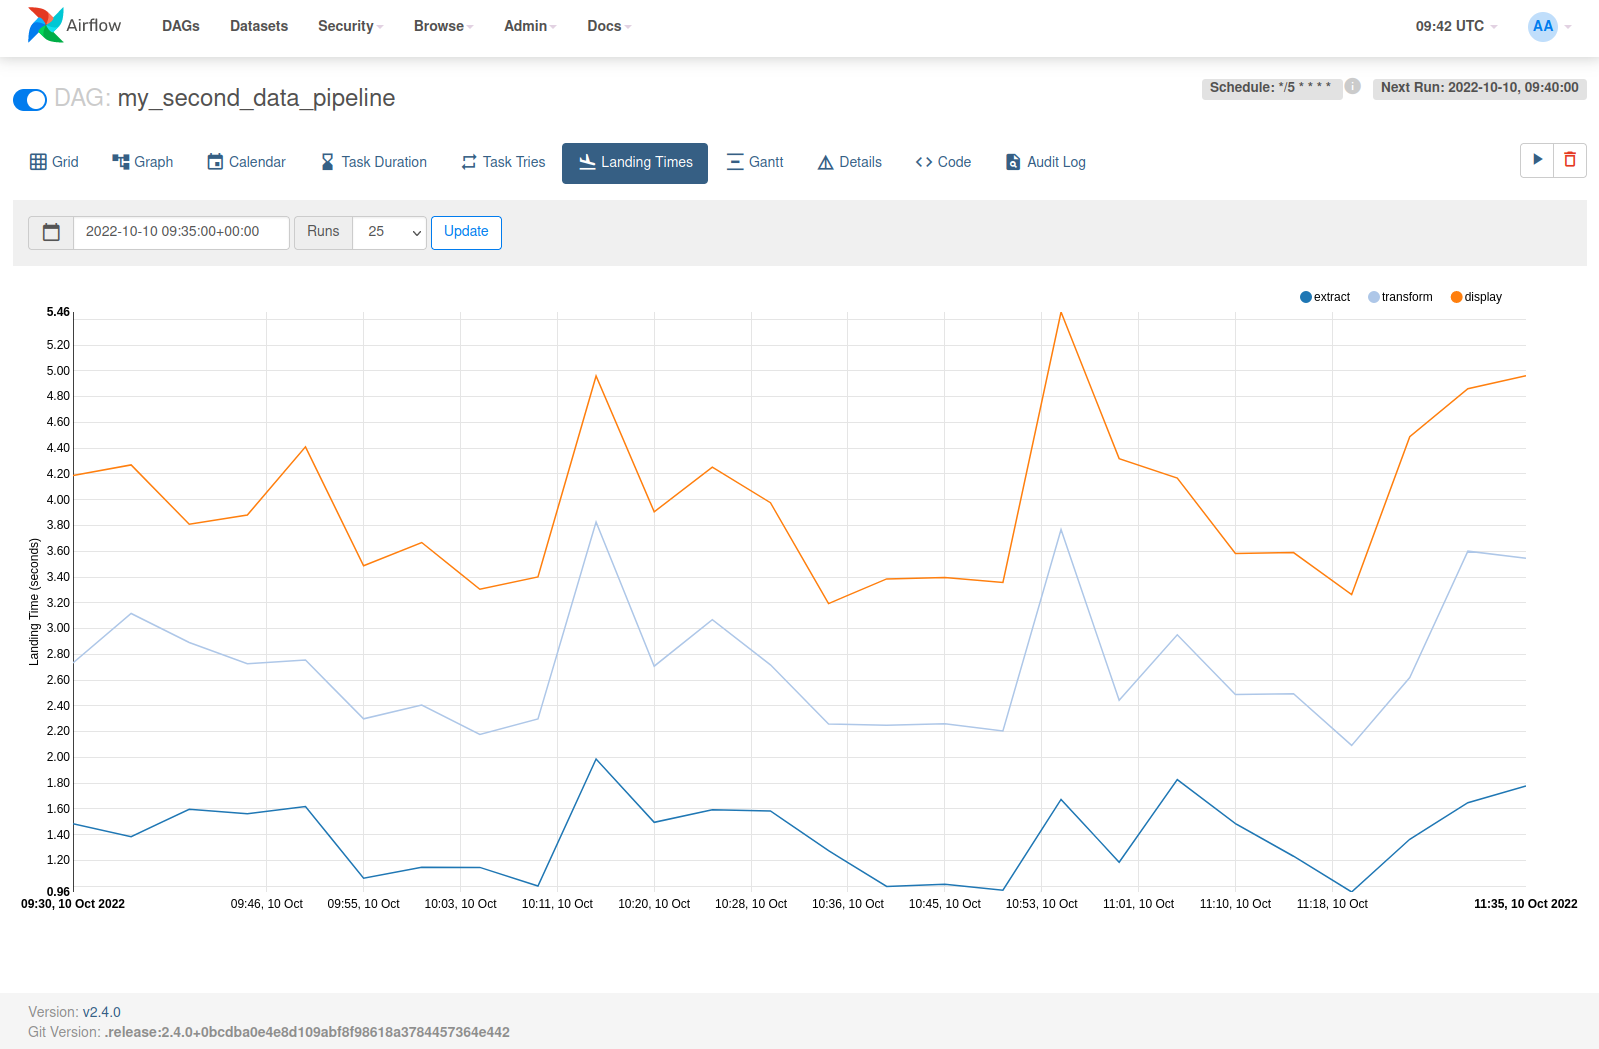 Airflow DAGs Datasets Security Browse Admin Docs 09:42 UTC AA
DAG: my_second_data_pipeline
Schedule: */5 * * * * i Next Run: 2022-10-10, 09:40:00
Grid Graph Calendar Task Duration Task Tries Landing Times Gantt Details Code Audit Log
2022-10-10 09:35:00+00:00 Runs 25 Update
extract transform display
5.46
5.20
5.00
4.80
4.60
4.40
4.20
4.00
3.80
3.60
3.40
3.20
3.00
2.80
2.60
2.40
2.20
2.00
1.80
1.60
1.40
1.20
0.96
Landing Time (seconds)
09:30, 10 Oct 2022 09:46, 10 Oct 09:55, 10 Oct 10:03, 10 Oct 10:11, 10 Oct 10:20, 10 Oct 10:28, 10 Oct 10:36, 10 Oct 10:45, 10 Oct 10:53, 10 Oct 11:01, 10 Oct 11:10, 10 Oct 11:18, 10 Oct 11:35, 10 Oct 2022
Version: v2.4.0
Git Version: .release:2.4.0+0bcdba0e4e8d109abf8f98618a3784457364e442